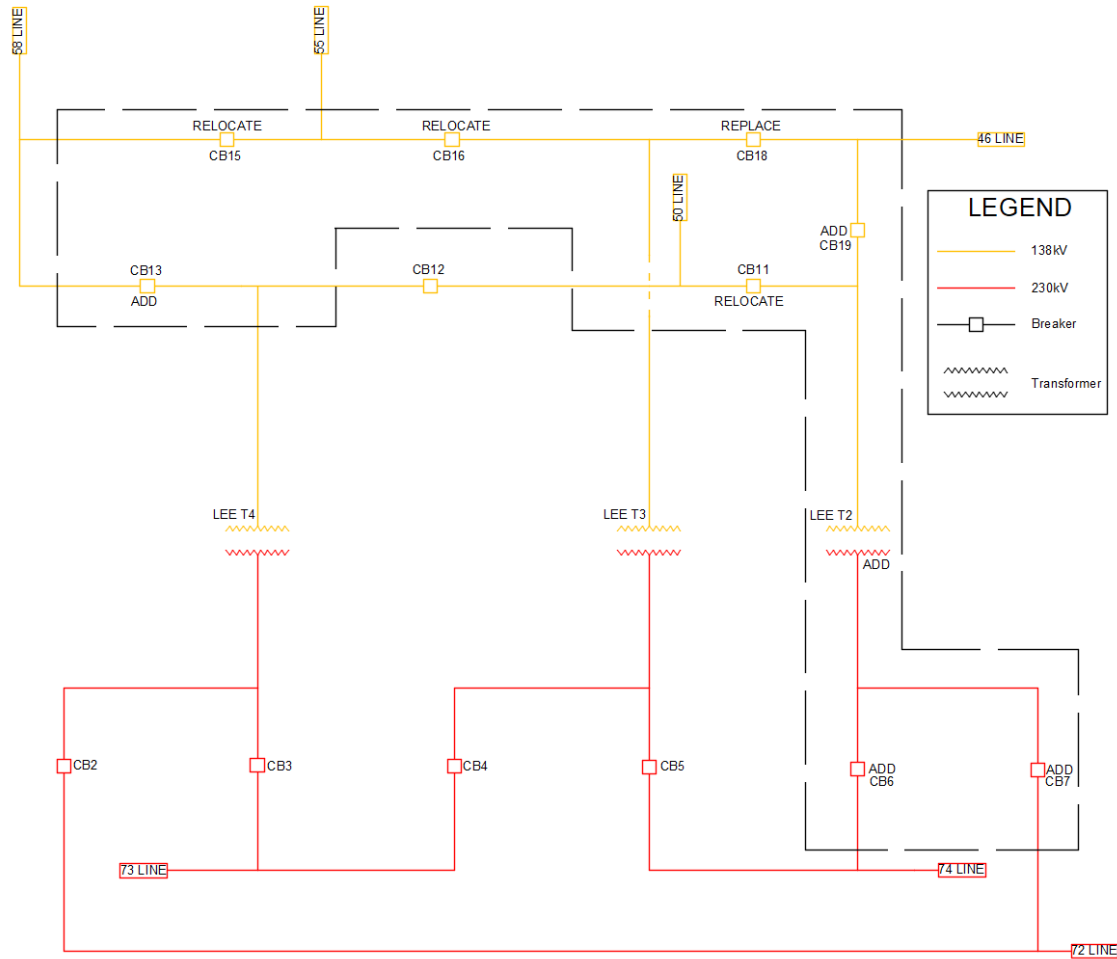 58 LINE
55 LINE
RELOCATE
CB15
RELOCATE
CB16
REPLACE
CB18
46 LINE
50 LINE
ADD
CB19
CB13
ADD
CB12
CB11
RELOCATE
LEGEND
138kV
230kV
Breaker
Transformer
LEE T4
LEE T3
LEE T2
ADD
CB2
CB3
CB4
CB5
ADD
CB6
ADD
CB7
73 LINE
74 LINE
72 LINE